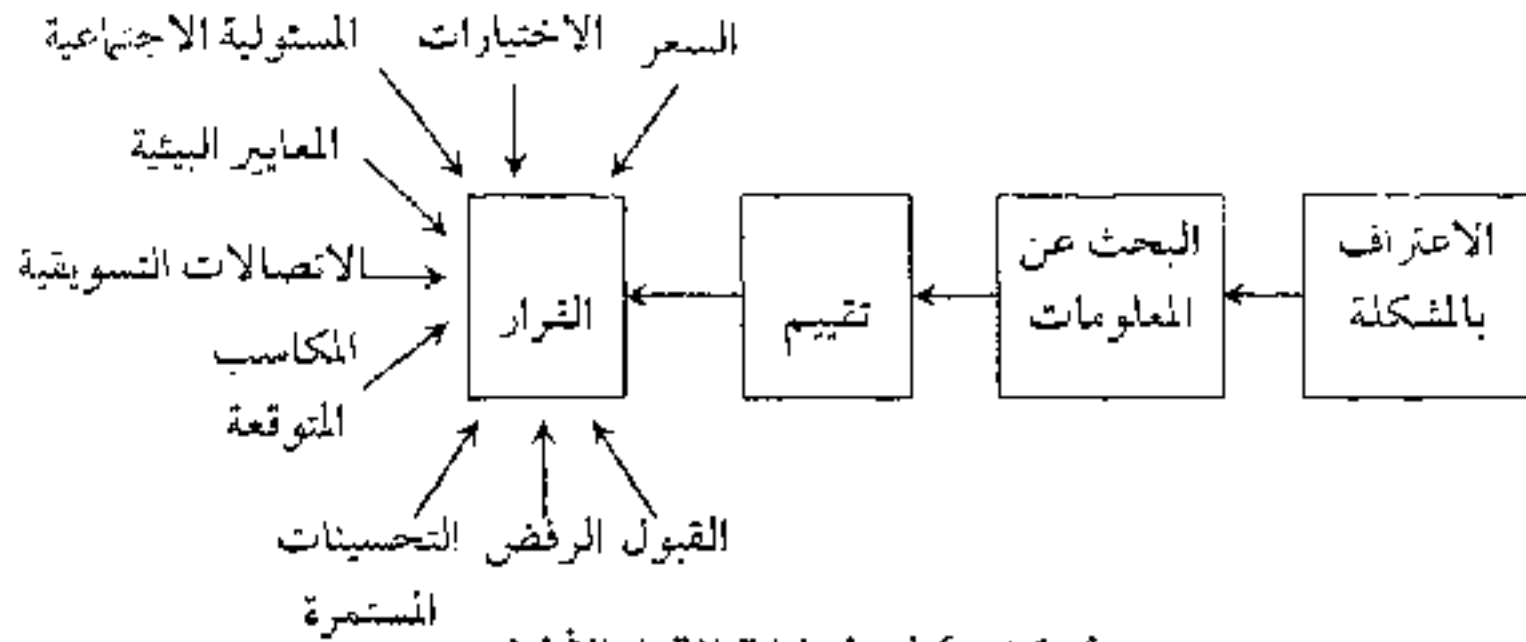 السعر
الاختيارات
المسئولية الاجتماعية
المعايير البيئية
الاتصالات التسويقية
المكاسب
المتوقعة
الاعتراف
بالمشكلة
البحث عن
المعلومات
تقييم
القرار
القبول
الرفض
التحسينات
المستمرة